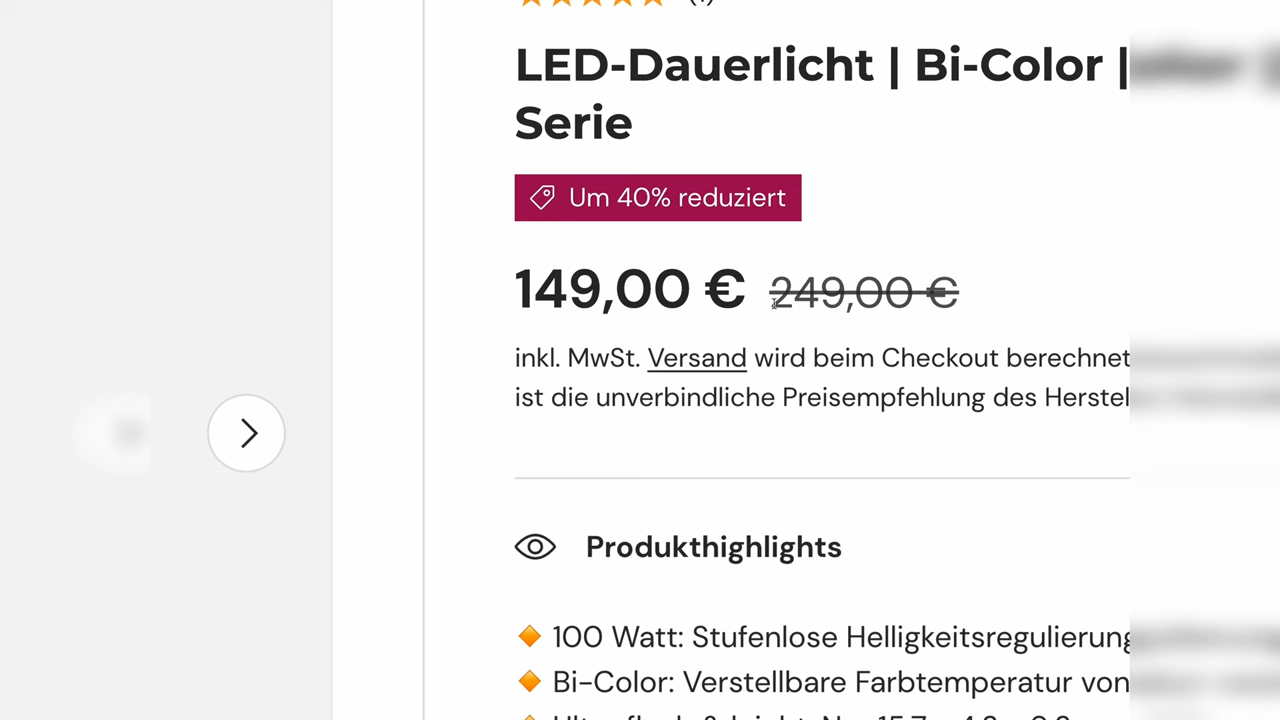 LED-Dauerlicht | Bi-Color |
Serie
Um 40% reduziert
149,00 € 249,00 €
inkl. MwSt. Versand wird beim Checkout berechnet
ist die unverbindliche Preisempfehlung des
Produkthighlights
🔸 100 Watt: Stufenlose Helligkeitsregulierung
🔸 Bi-Color: Verstellbare Farbtemperatur von